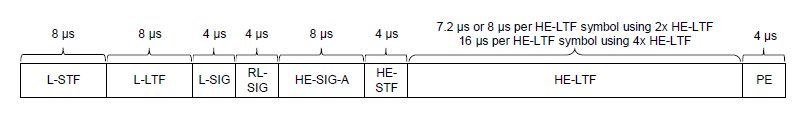 7.2 μs or 8 μs per HE-LTF symbol using 2x HE-LTF
16 μs per HE-LTF symbol using 4x HE-LTF
8 μs 8 μs 4 μs 4 μs 8 μs 4 μs 4 μs
L-STF L-LTF L-SIG RL-SIG HE-SIG-A HE-STF HE-LTF PE